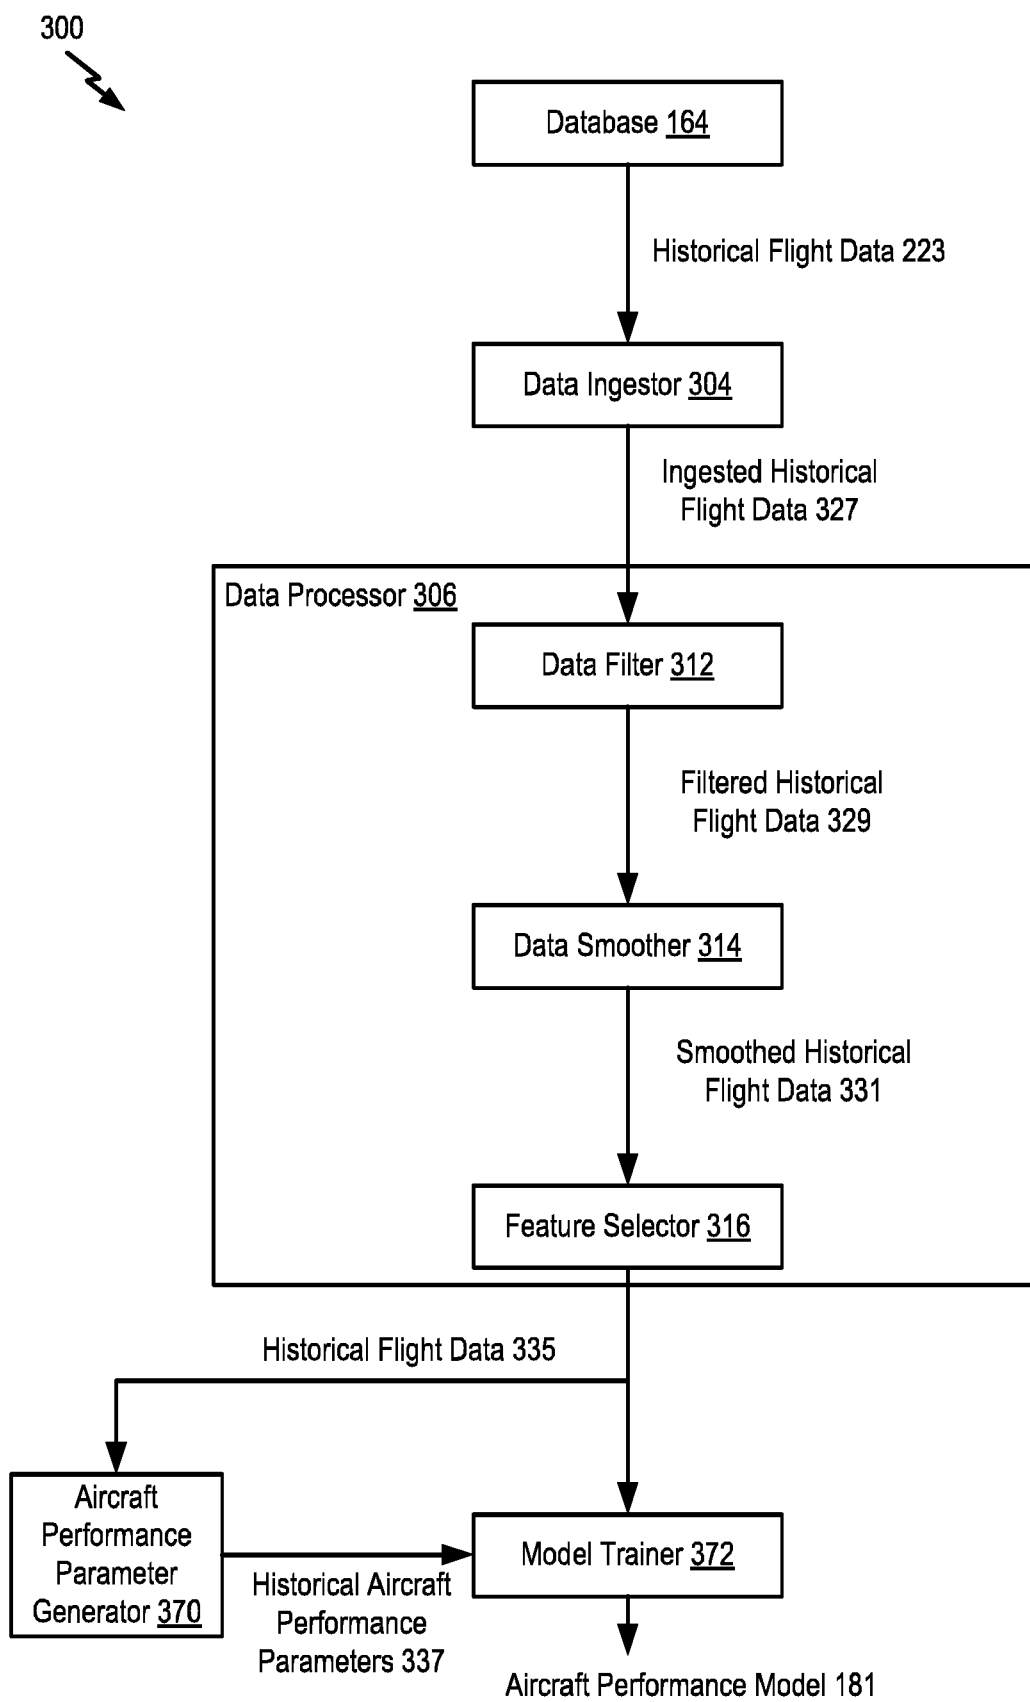 300
Database 164
Historical Flight Data 223
Data Ingestor 304
Ingested Historical
Flight Data 327
Data Processor 306
Data Filter 312
Filtered Historical
Flight Data 329
Data Smoother 314
Smoothed Historical
Flight Data 331
Feature Selector 316
Historical Flight Data 335
Aircraft
Performance
Parameter
Generator 370
Historical Aircraft
Performance
Parameters 337
Model Trainer 372
Aircraft Performance Model 181